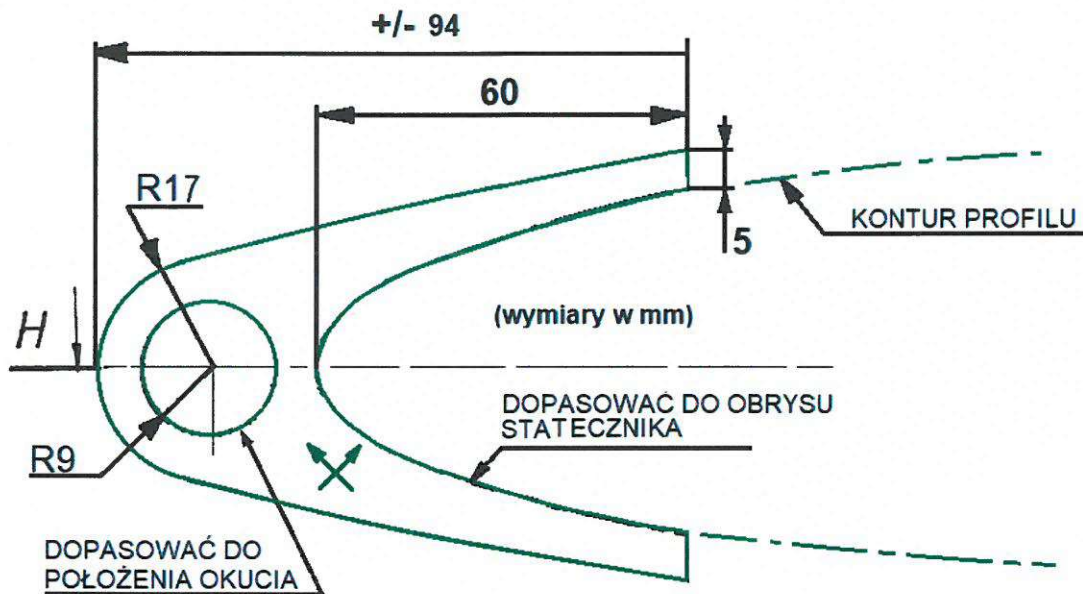 +/- 94
60
R17
5
KONTUR PROFILU
H
(wymiary w mm)
DOPASOWAĆ DO OBRYSU
STATECZNIKA
R9
DOPASOWAĆ DO
POŁOŻENIA OKUCIA